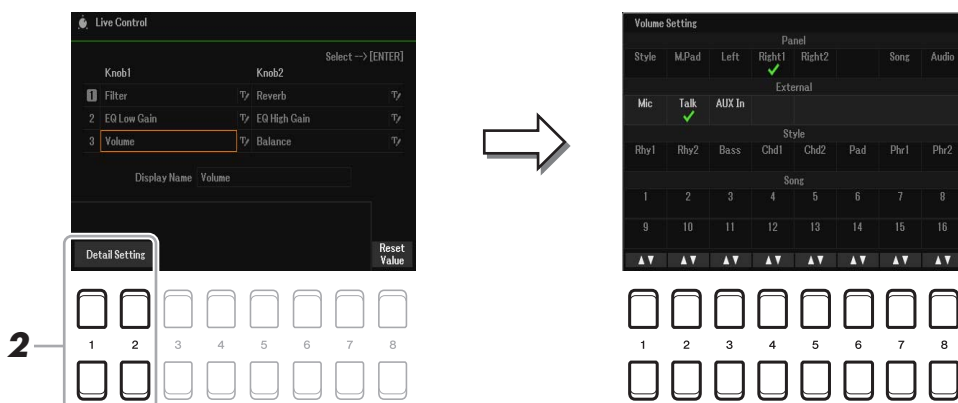 Live Control
Select --> [ENTER]
Knob1 Knob2
1 Filter T Reverb T
2 EQ Low Gain T EQ High Gain T
3 Volume T Balance T
Display Name Volume
Detail Setting Reset Value
2
1 2 3 4 5 6 7 8
Volume Setting
Panel
Style M.Pad Left Right1 Right2 Song Audio
External
Mic Talk AUX In
Style
Rhy1 Rhy2 Bass Chd1 Chd2 Pad Phr1 Phr2
Song
1 2 3 4 5 6 7 8
9 10 11 12 13 14 15 16
▲▼ ▲▼ ▲▼ ▲▼ ▲▼ ▲▼ ▲▼ ▲▼
1 2 3 4 5 6 7 8